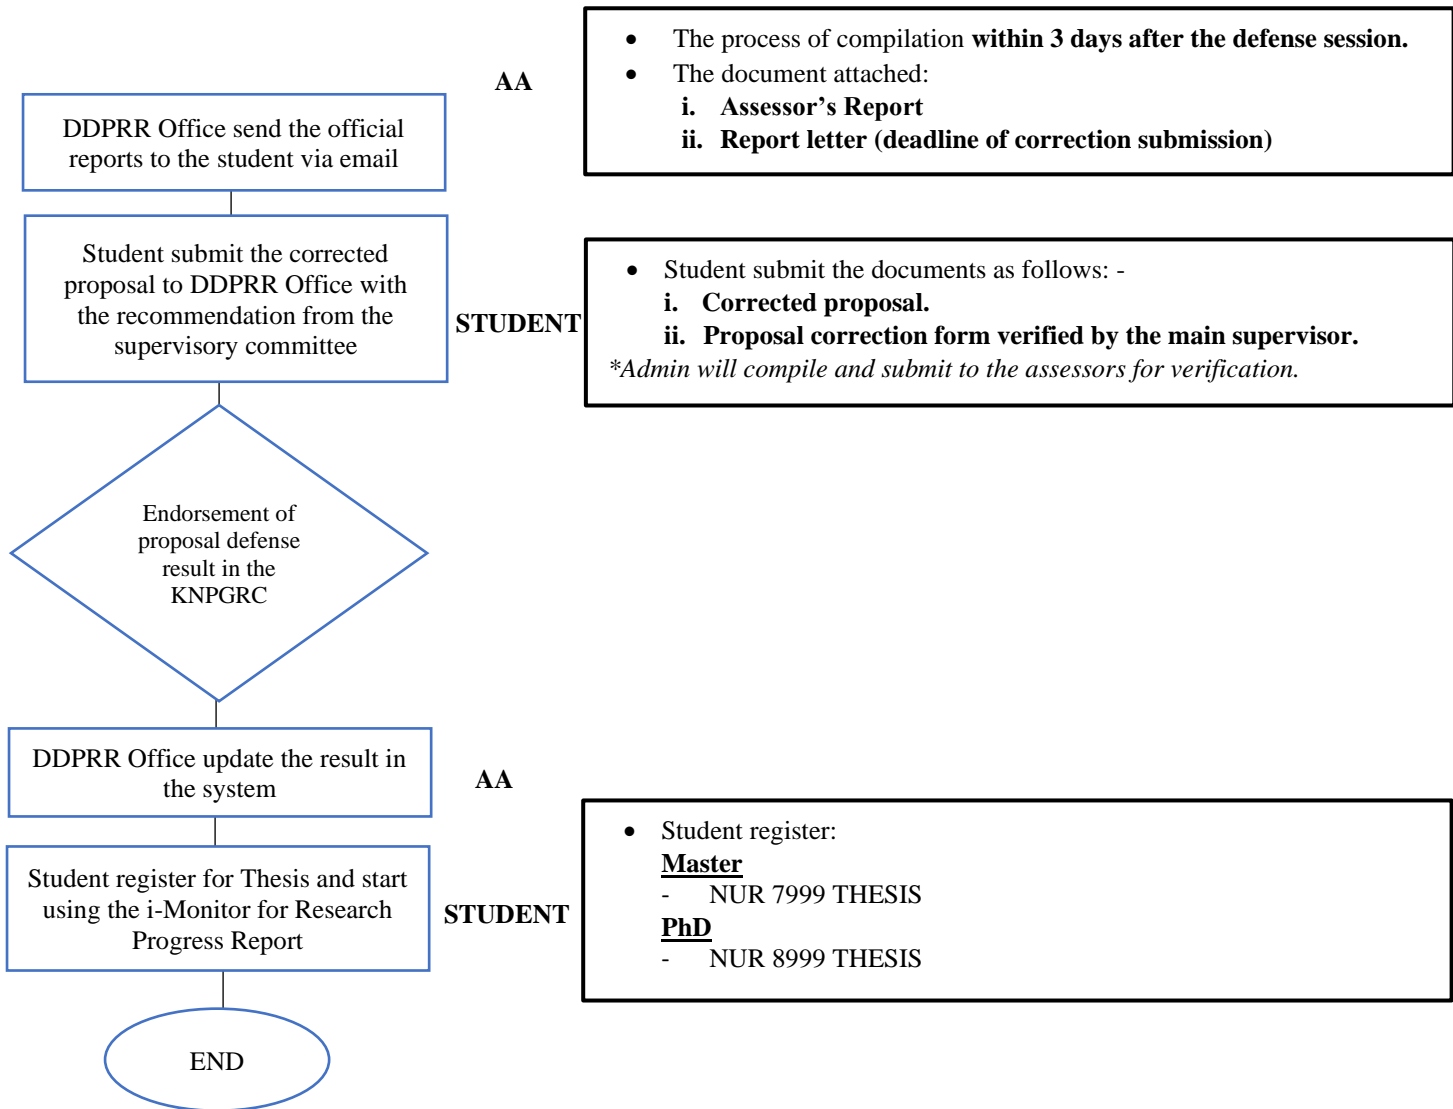 DDPRR Office send the official
reports to the student via email
AA
• The process of compilation within 3 days after the defense session.
• The document attached:
i. Assessor’s Report
ii. Report letter (deadline of correction submission)
Student submit the corrected
proposal to DDPRR Office with
the recommendation from the
supervisory committee
STUDENT
• Student submit the documents as follows: -
i. Corrected proposal.
ii. Proposal correction form verified by the main supervisor.
*Admin will compile and submit to the assessors for verification.
Endorsement of
proposal defense
result in the
KNPGRC
DDPRR Office update the result in
the system
AA
Student register for Thesis and start
using the i-Monitor for Research
Progress Report
STUDENT
• Student register:
Master
- NUR 7999 THESIS
PhD
- NUR 8999 THESIS
END